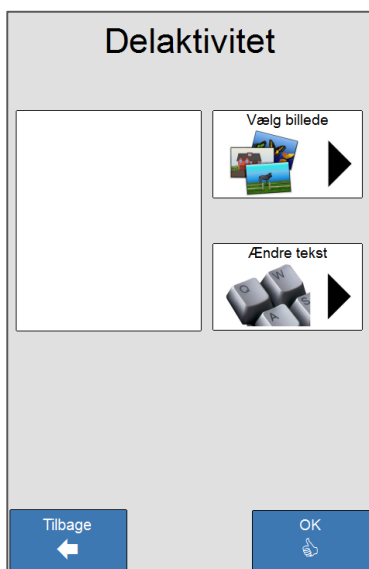 Delaktivitet
Vælg billede
Ændre tekst
Q
W
A
S
Tilbage
OK